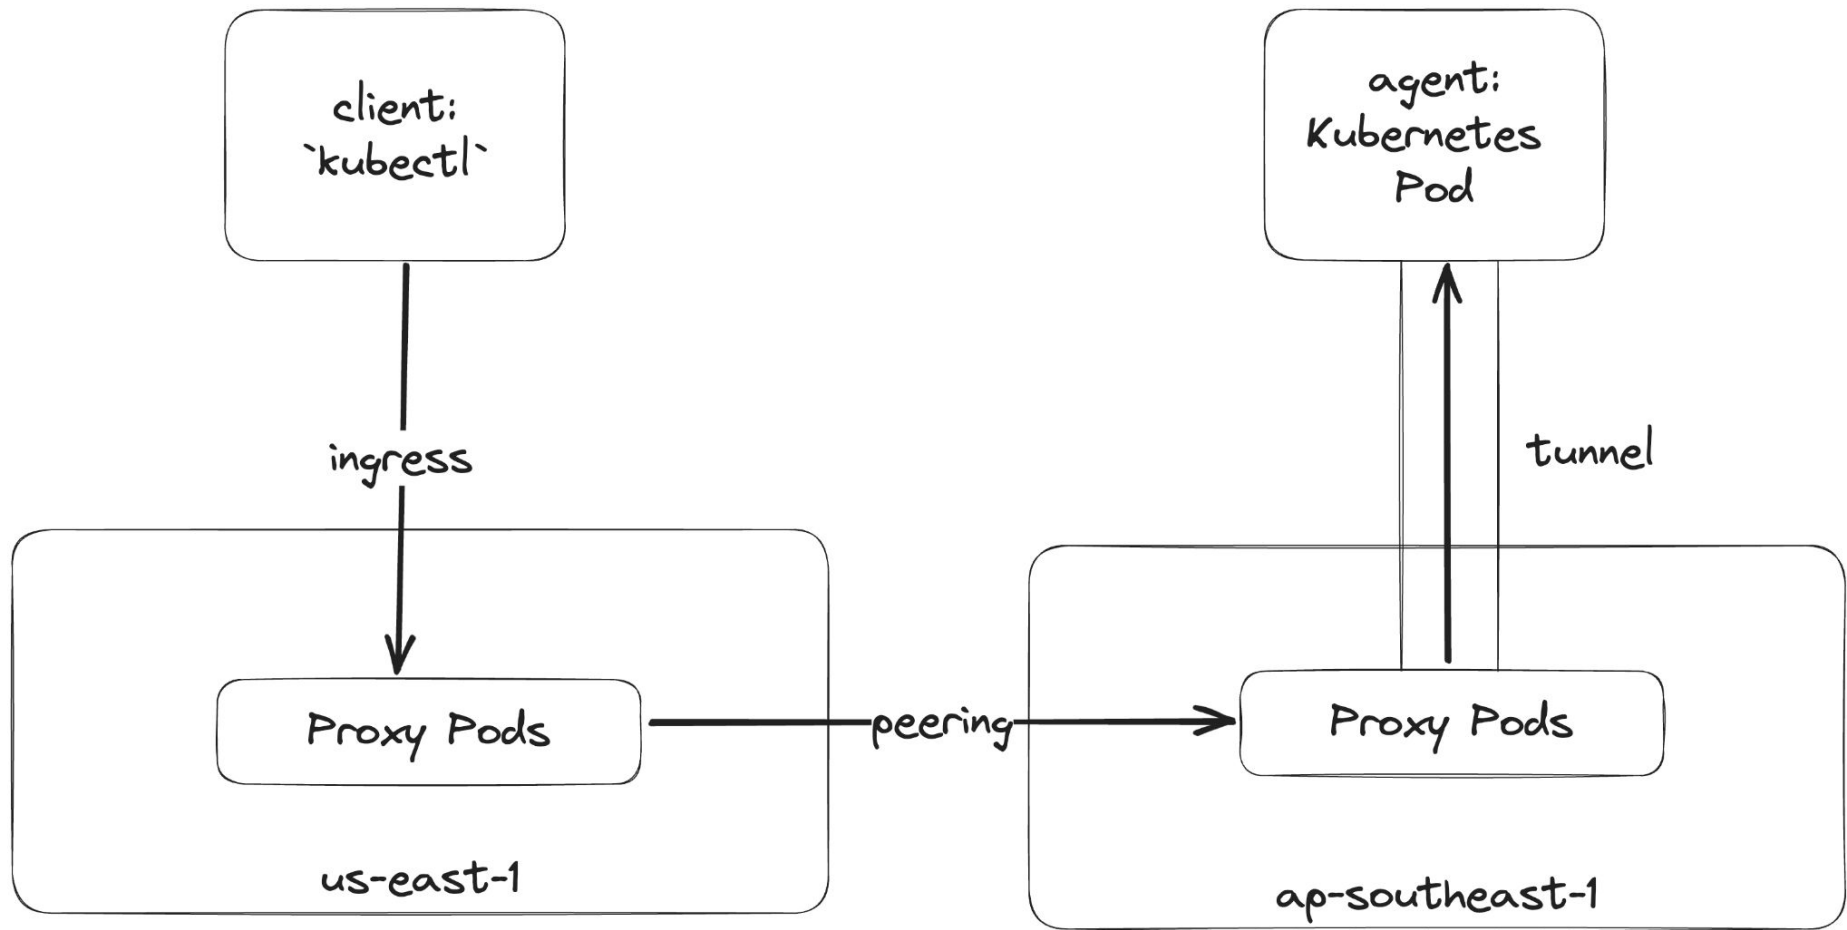 client:
`kubectl`
agent:
Kubernetes
Pod
ingress
tunnel
Proxy Pods
peering
Proxy Pods
us-east-1
ap-southeast-1